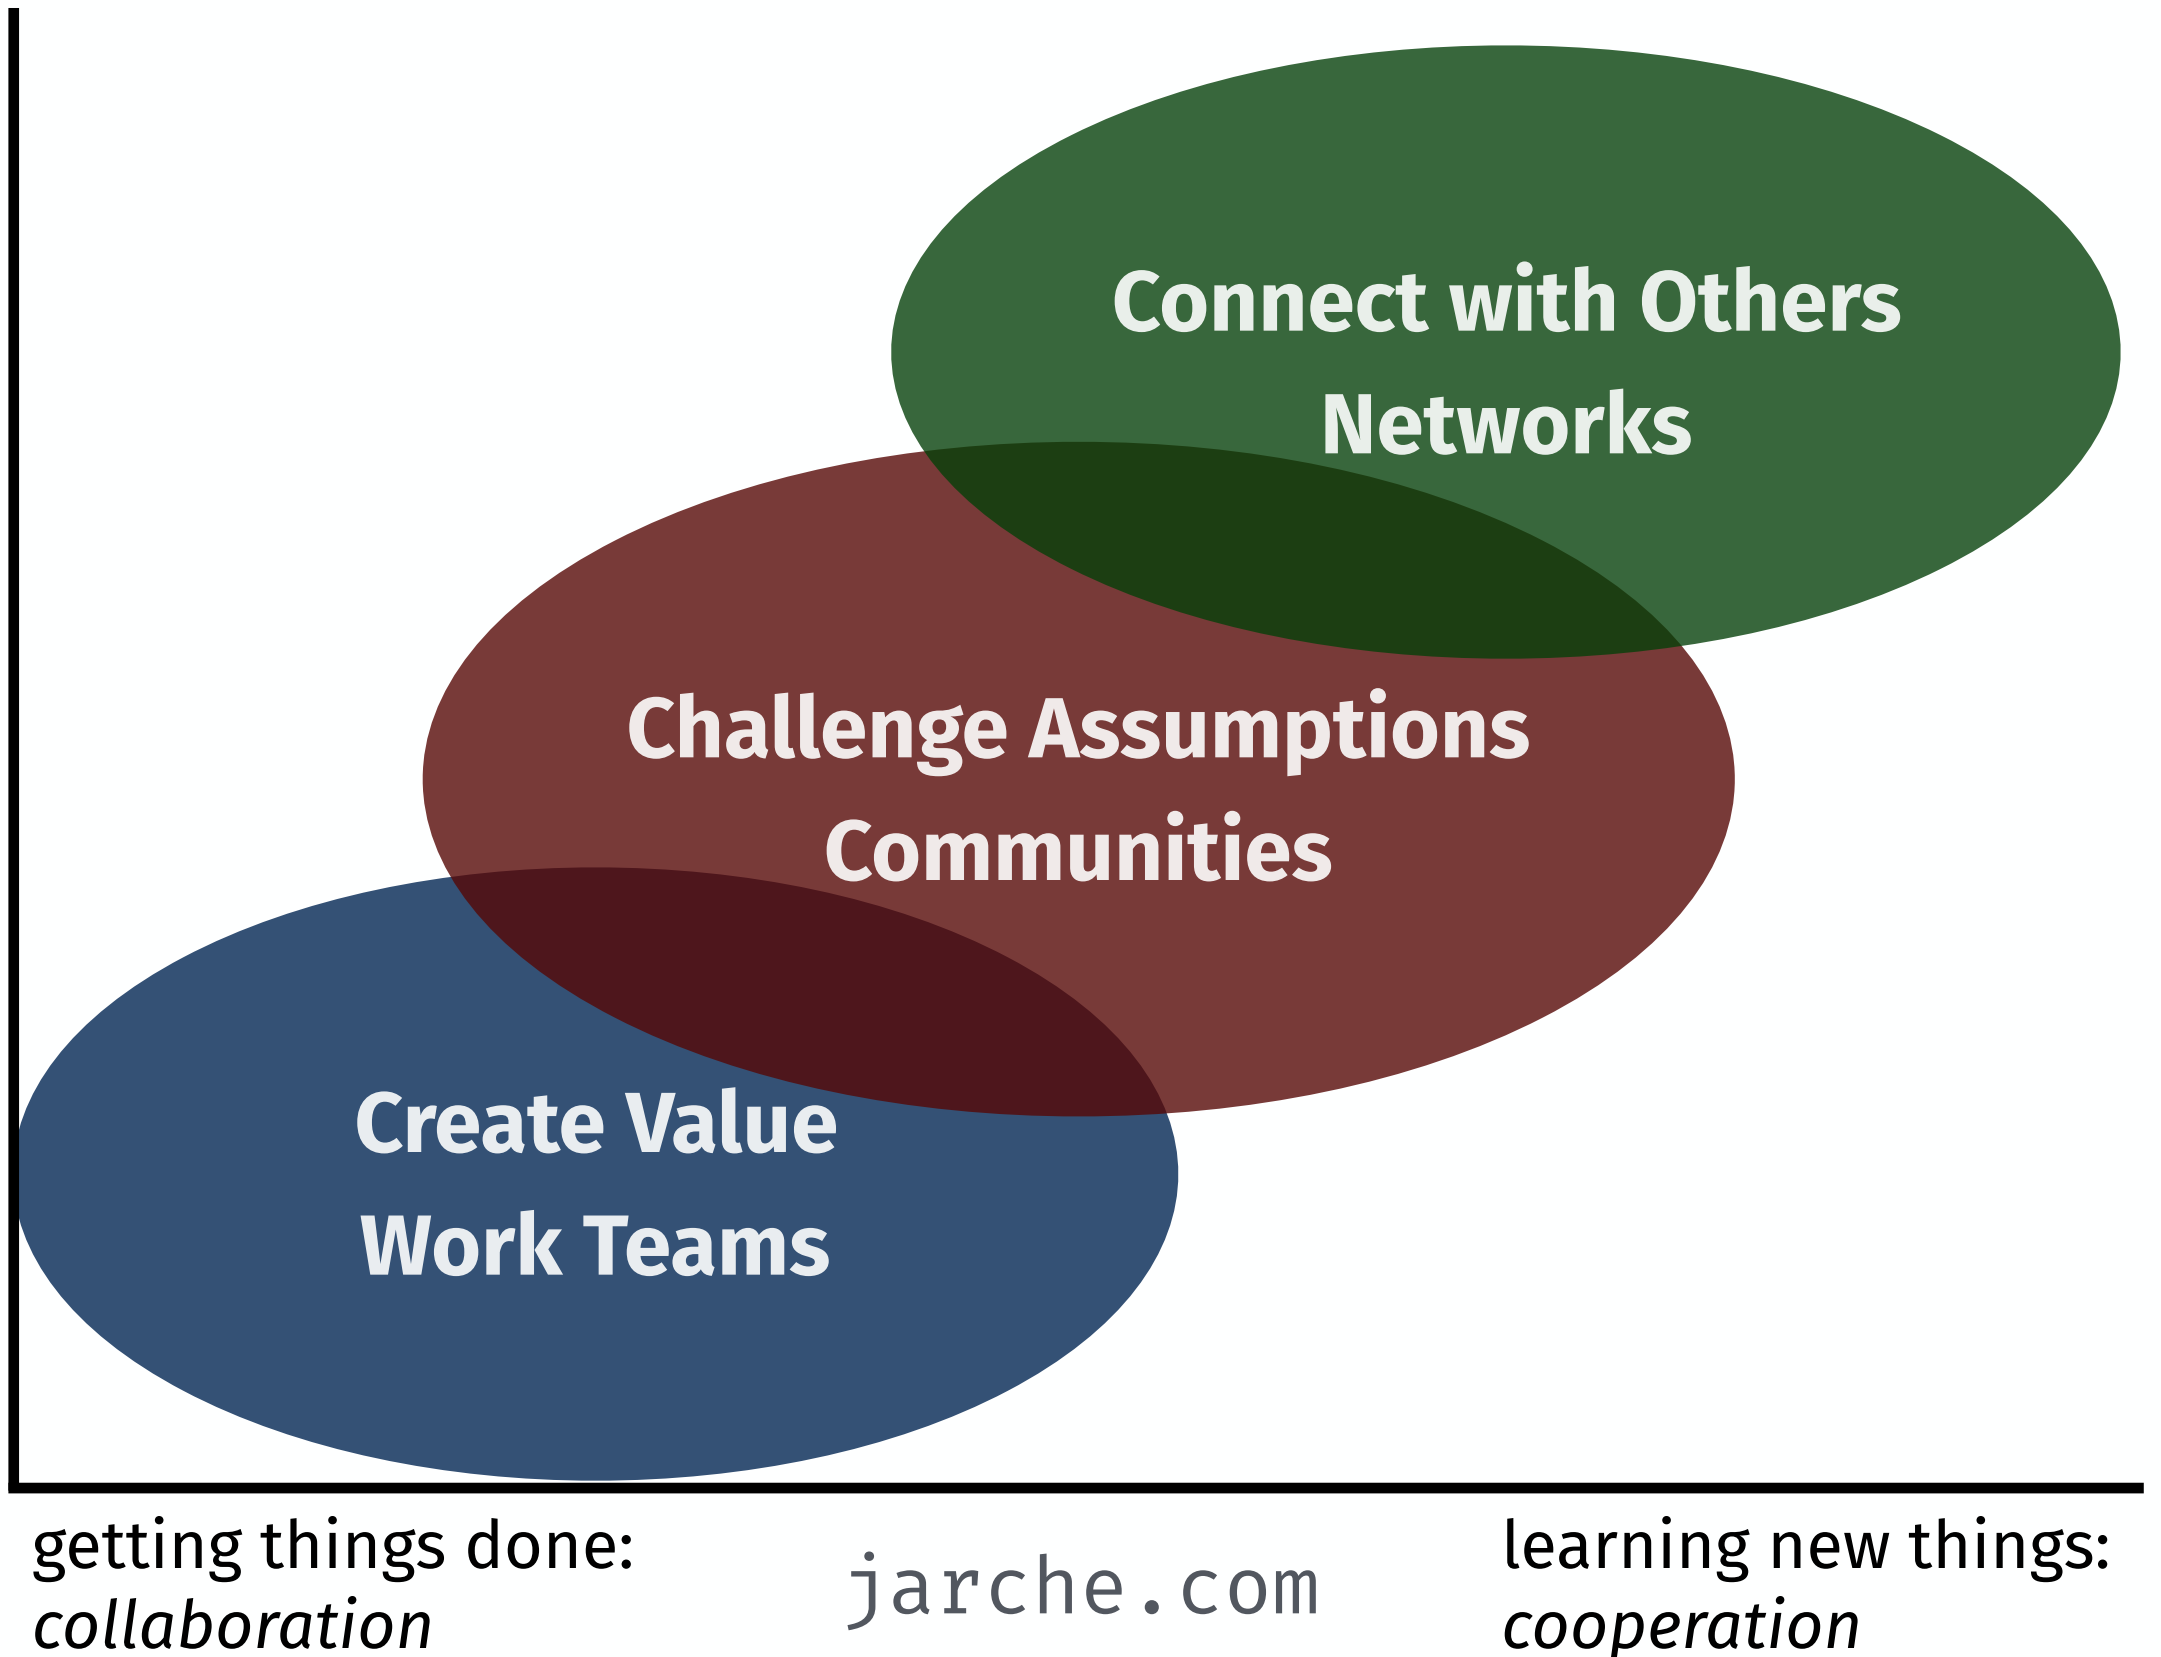 Connect with Others
Networks
Challenge Assumptions
Communities
Create Value
Work Teams
getting things done:
collaboration
jarche.com
learning new things:
cooperation